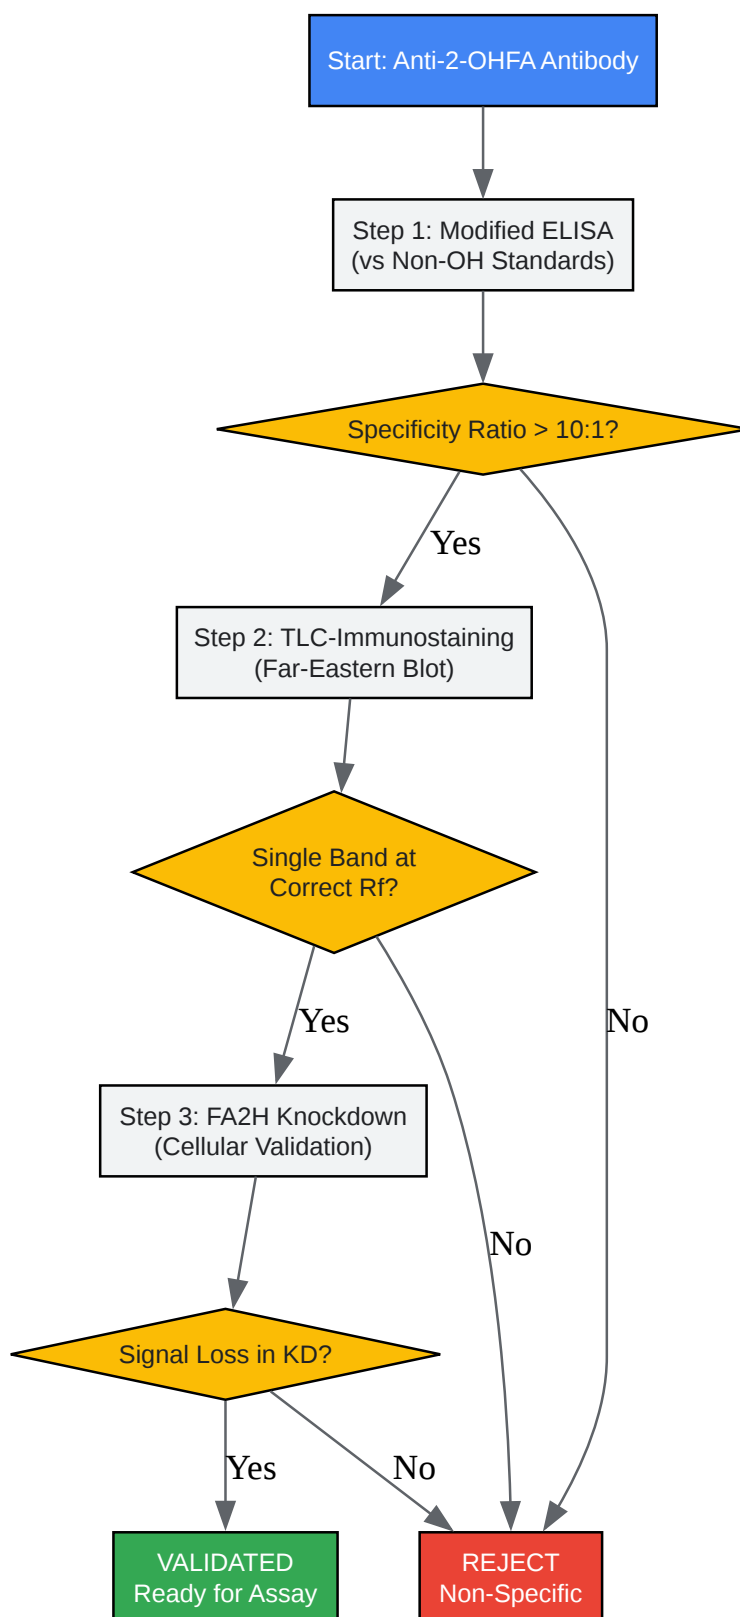 Start: Anti-2-OHFA Antibody
Step 1: Modified ELISA
(vs Non-OH Standards)
Specificity Ratio > 10:1?
Yes
Step 2: TLC-Immunostaining
(Far-Eastern Blot)
Single Band at
Correct Rf?
Yes
No
Step 3: FA2H Knockdown
(Cellular Validation)
No
Signal Loss in KD?
Yes
No
VALIDATED
Ready for Assay
REJECT
Non-Specific